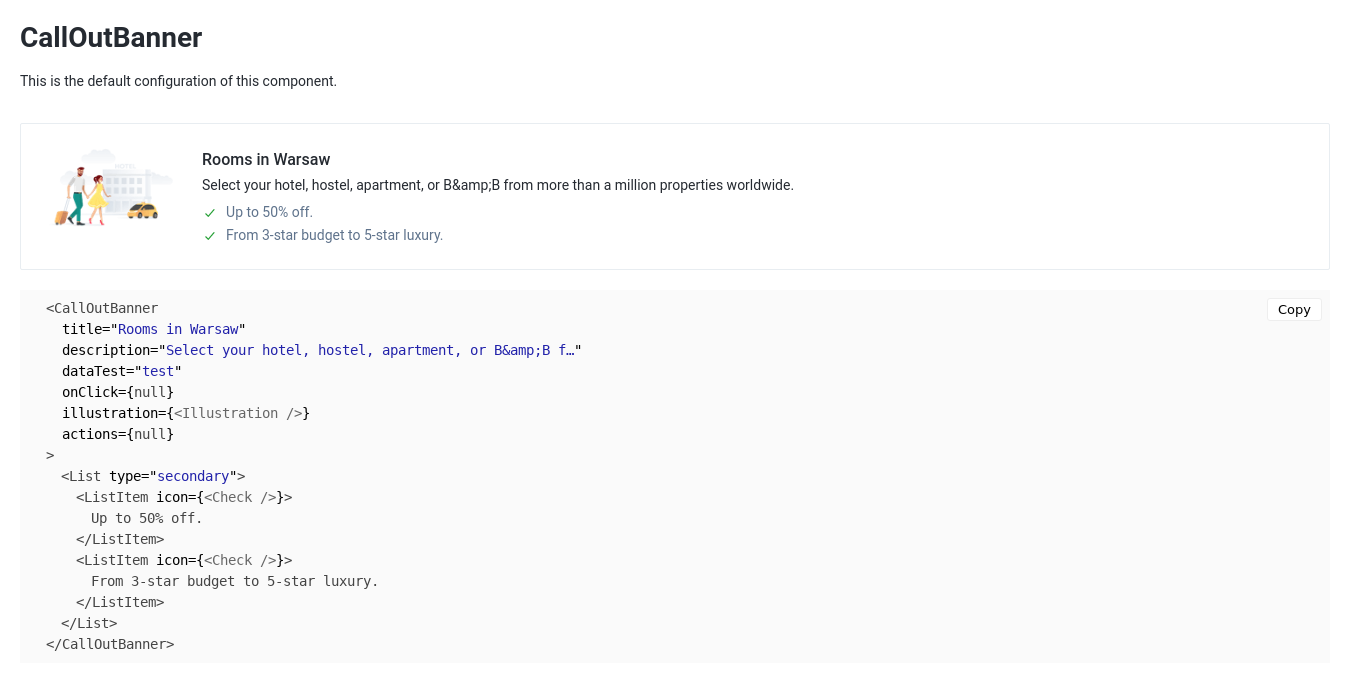 CallOutBanner
This is the default configuration of this component.
Rooms in Warsaw
Select your hotel, hostel, apartment, or B&amp;B from more than a million properties worldwide.
Up to 50% off.
From 3-star budget to 5-star luxury.
Copy
<CallOutBanner
title="Rooms in Warsaw"
description="Select your hotel, hostel, apartment, or B&amp;B f…"
dataTest="test"
onClick={null}
illustration={<Illustration />}
actions={null}
>
<List type="secondary">
<ListItem icon={<Check />}>
Up to 50% off.
</ListItem>
<ListItem icon={<Check />}>
From 3-star budget to 5-star luxury.
</ListItem>
</List>
</CallOutBanner>